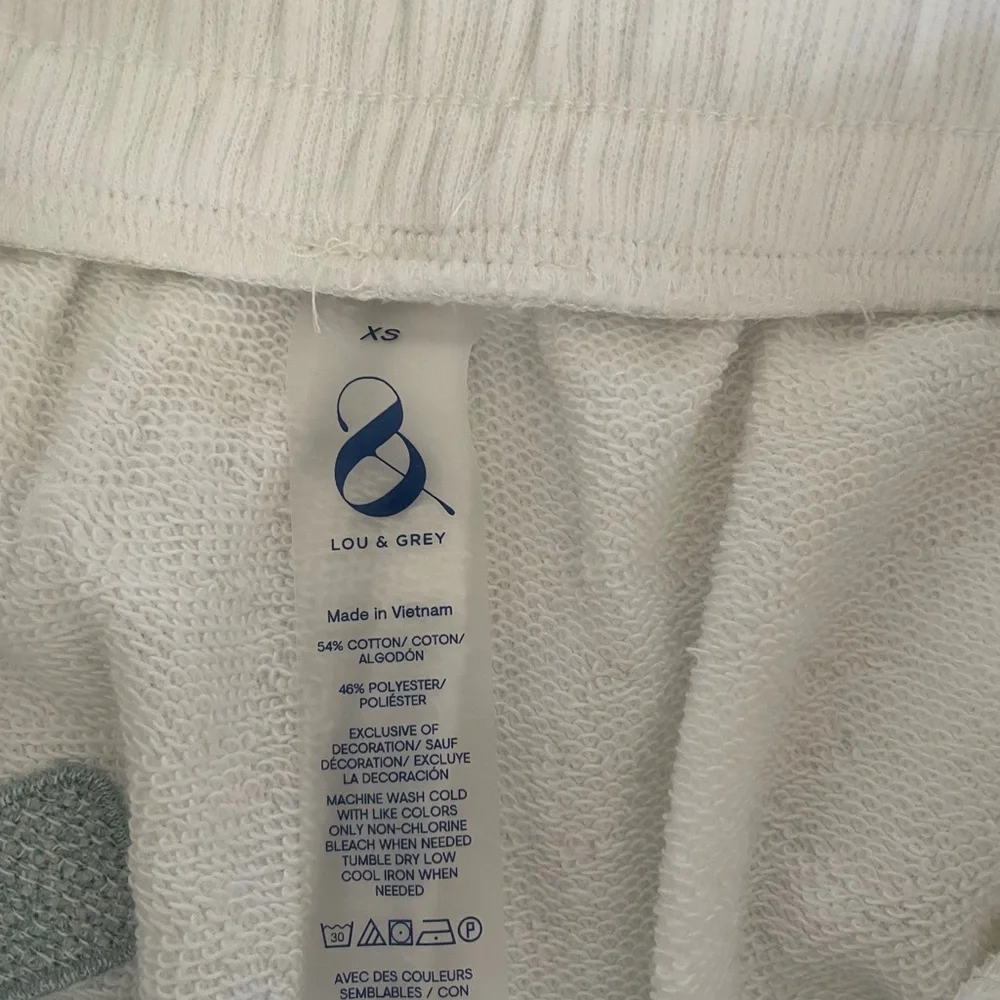 XS
&
LOU & GREY
Made in Vietnam
54% COTTON/ COTON/
ALGODÓN
46% POLYESTER/
POLIÉSTER
EXCLUSIVE OF
DECORATION/ SAUF
DÉCORATION/ EXCLUYE
LA DECORACIÓN
MACHINE WASH COLD
WITH LIKE COLORS
ONLY NON-CHLORINE
BLEACH WHEN NEEDED
TUMBLE DRY LOW
COOL IRON WHEN
NEEDED
30 P
AVEC DES COULEURS
SEMBLABLES / CON